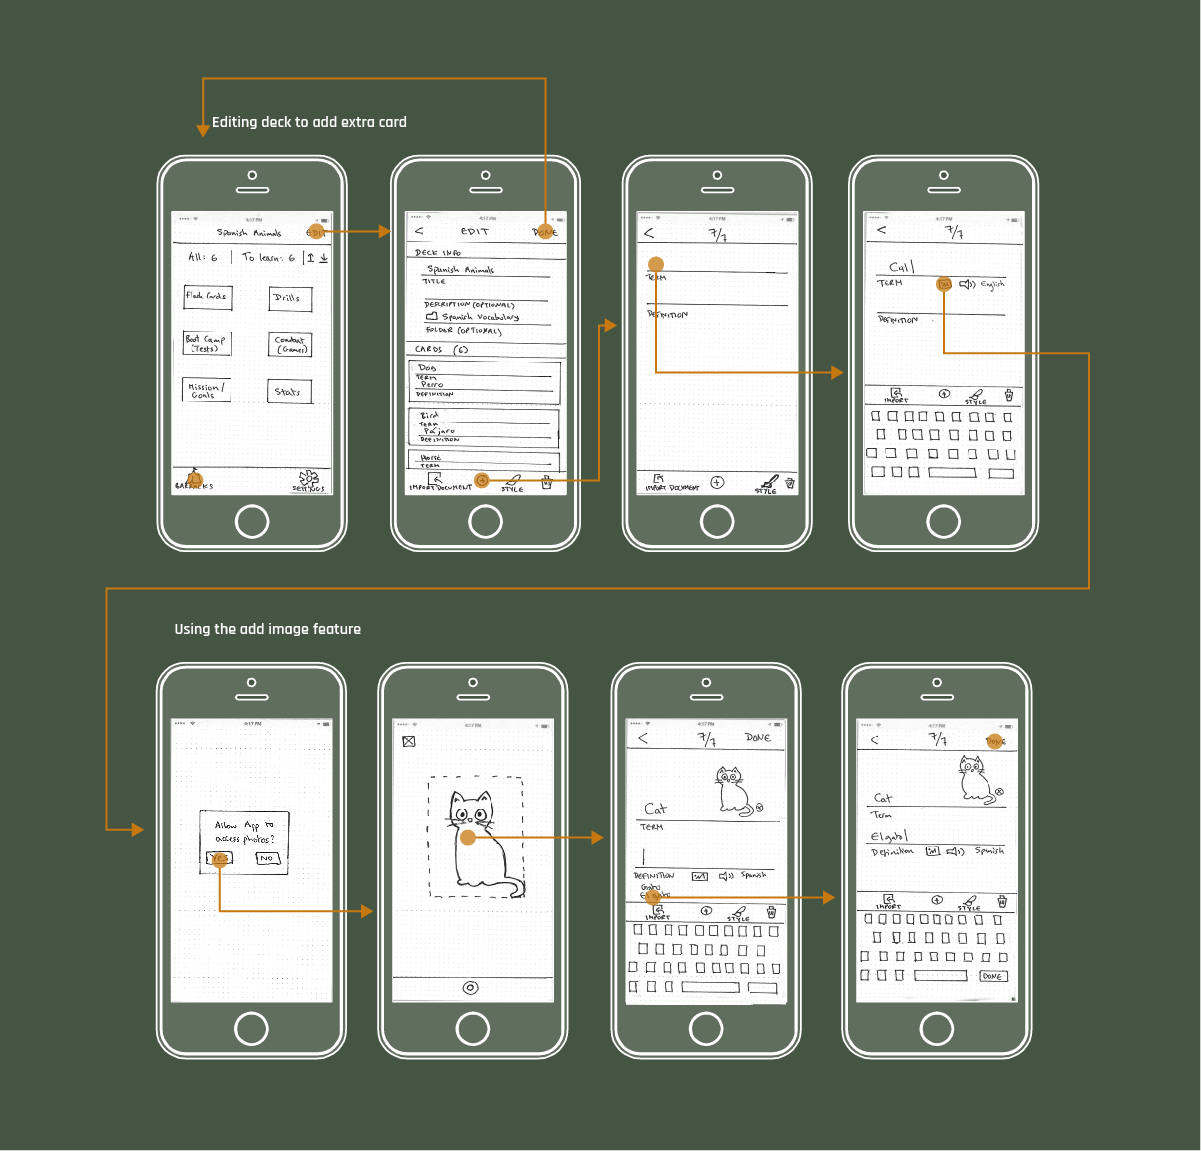 Editing deck to add extra card
4:17 PM
Spanish Animals
EDIT
All: 6
To learn: 6
Flash Cards
Drills
Boot Camp
(Tests)
Combat
(Games)
Mission/
Goals
Stats
BARRACKS
SETTINGS
4:17 PM
<
EDIT
DONE
DECK INFO
Spanish Animals
TITLE
DESCRIPTION (OPTIONAL)
Spanish Vocabulary
FOLDER (OPTIONAL)
CARDS (6)
Dog
TERM
Perro
DEFINITION
Bird
TERM
Pájaro
DEFINITION
Horse
TERM
IMPORT DOCUMENT
STYLE
4:17 PM
<
7/7
TERM
DEFINITION
IMPORT DOCUMENT
STYLE
4:17 PM
<
7/7
TERM
English
DEFINITION
IMPORT
STYLE
Using the add image feature
4:17 PM
Allow App to
access photos?
YES
NO
4:17 PM
4:17 PM
<
7/7
DONE
Cat
TERM
DEFINITION
Spanish
Gato
El gato
IMPORT
STYLE
4:17 PM
<
7/7
DONE
Cat
Term
El gato
Definition
Spanish
IMPORT
STYLE
DONE